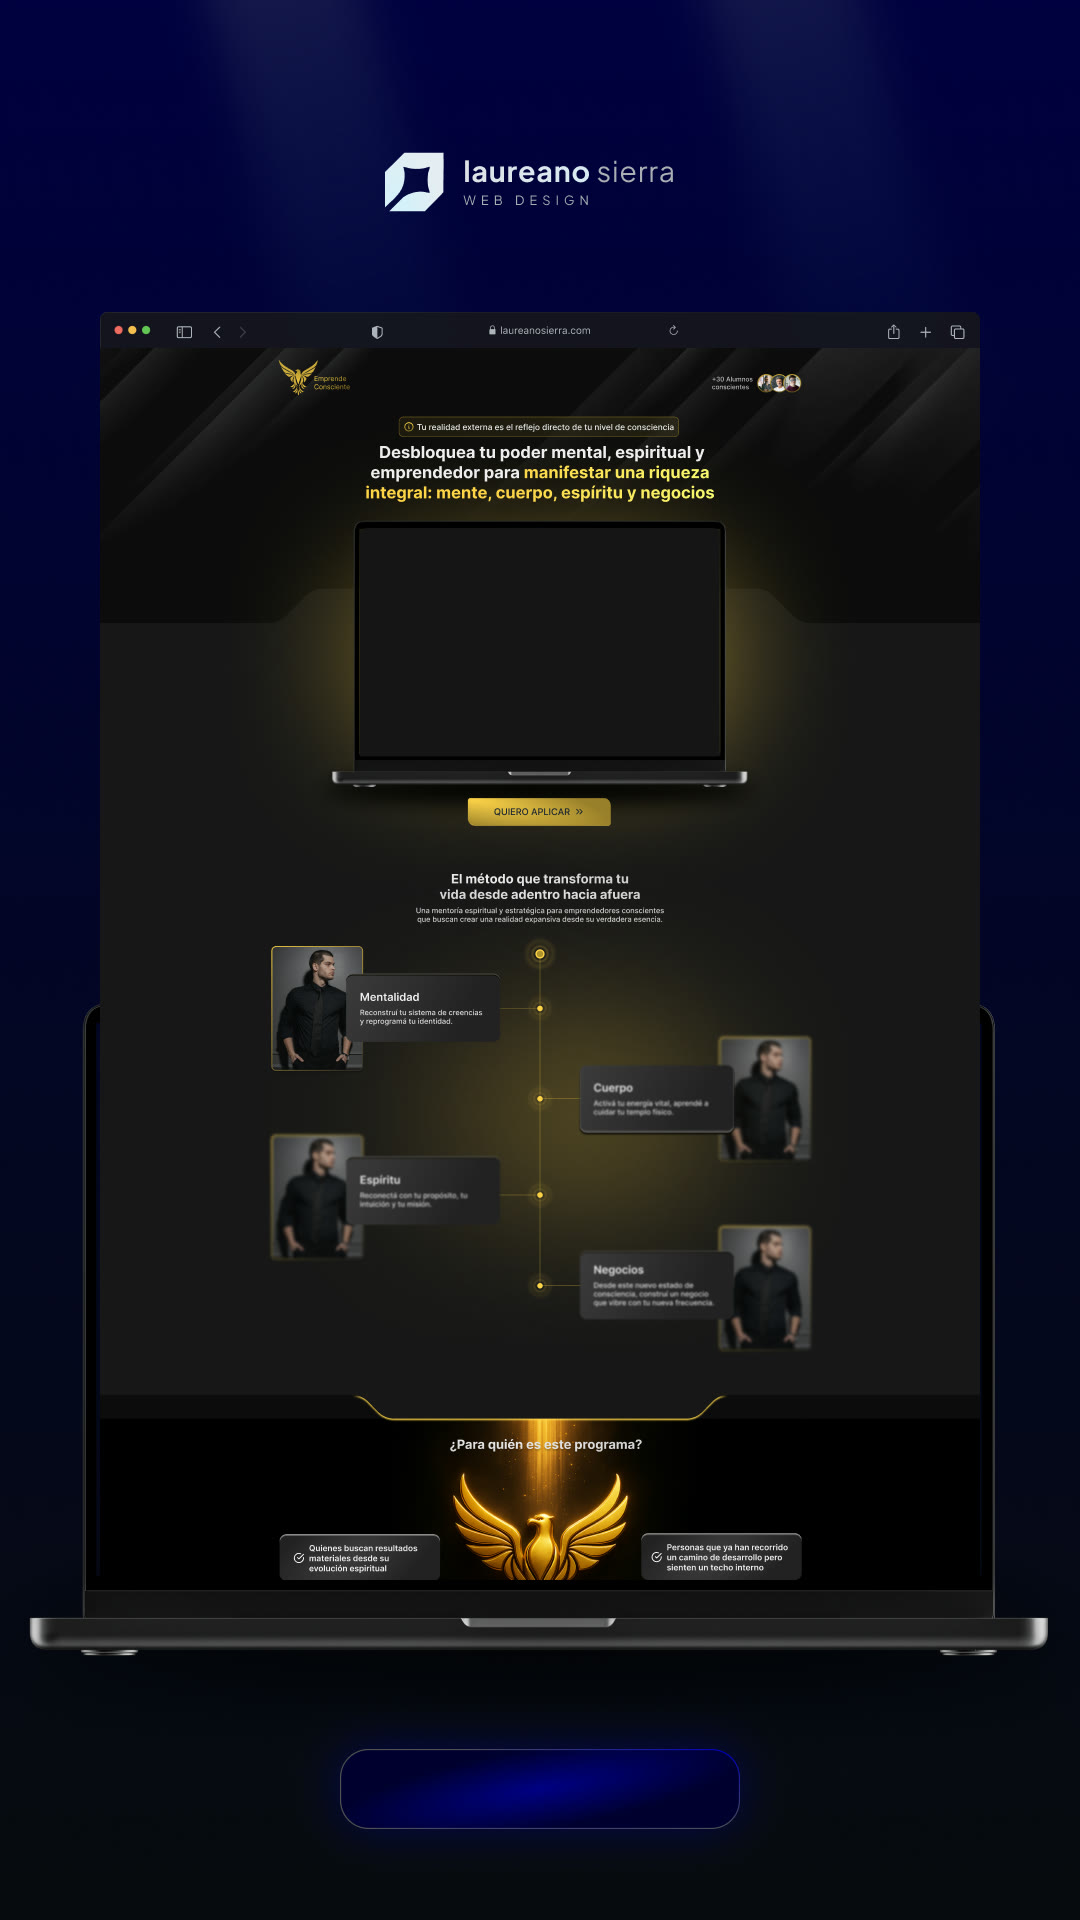 laureano sierra
WEB DESIGN
laureanosierra.com
Emprende
Consciente
+30 Alumnos
conscientes
Tu realidad externa es el reflejo directo de tu nivel de consciencia
Desbloquea tu poder mental, espiritual y
emprendedor para manifestar una riqueza
integral: mente, cuerpo, espíritu y negocios
QUIERO APLICAR
El método que transforma tu
vida desde adentro hacia afuera
Una mentoría espiritual y estratégica para emprendedores conscientes
que buscan crear una realidad expansiva desde su verdadera esencia.
Mentalidad
Reconstruí tu sistema de creencias
y reprogramá tu identidad.
Cuerpo
Activá tu energía vital, aprendé a
cuidar tu templo físico.
Espíritu
Reconectá con tu propósito, tu
intuición y tu misión.
Negocios
Desde este nuevo estado de
consciencia, construí un negocio
que vibre con tu nueva frecuencia.
¿Para quién es este programa?
Quienes buscan resultados
materiales desde su
evolución espiritual
Personas que ya han recorrido
un camino de desarrollo pero
sienten un techo interno